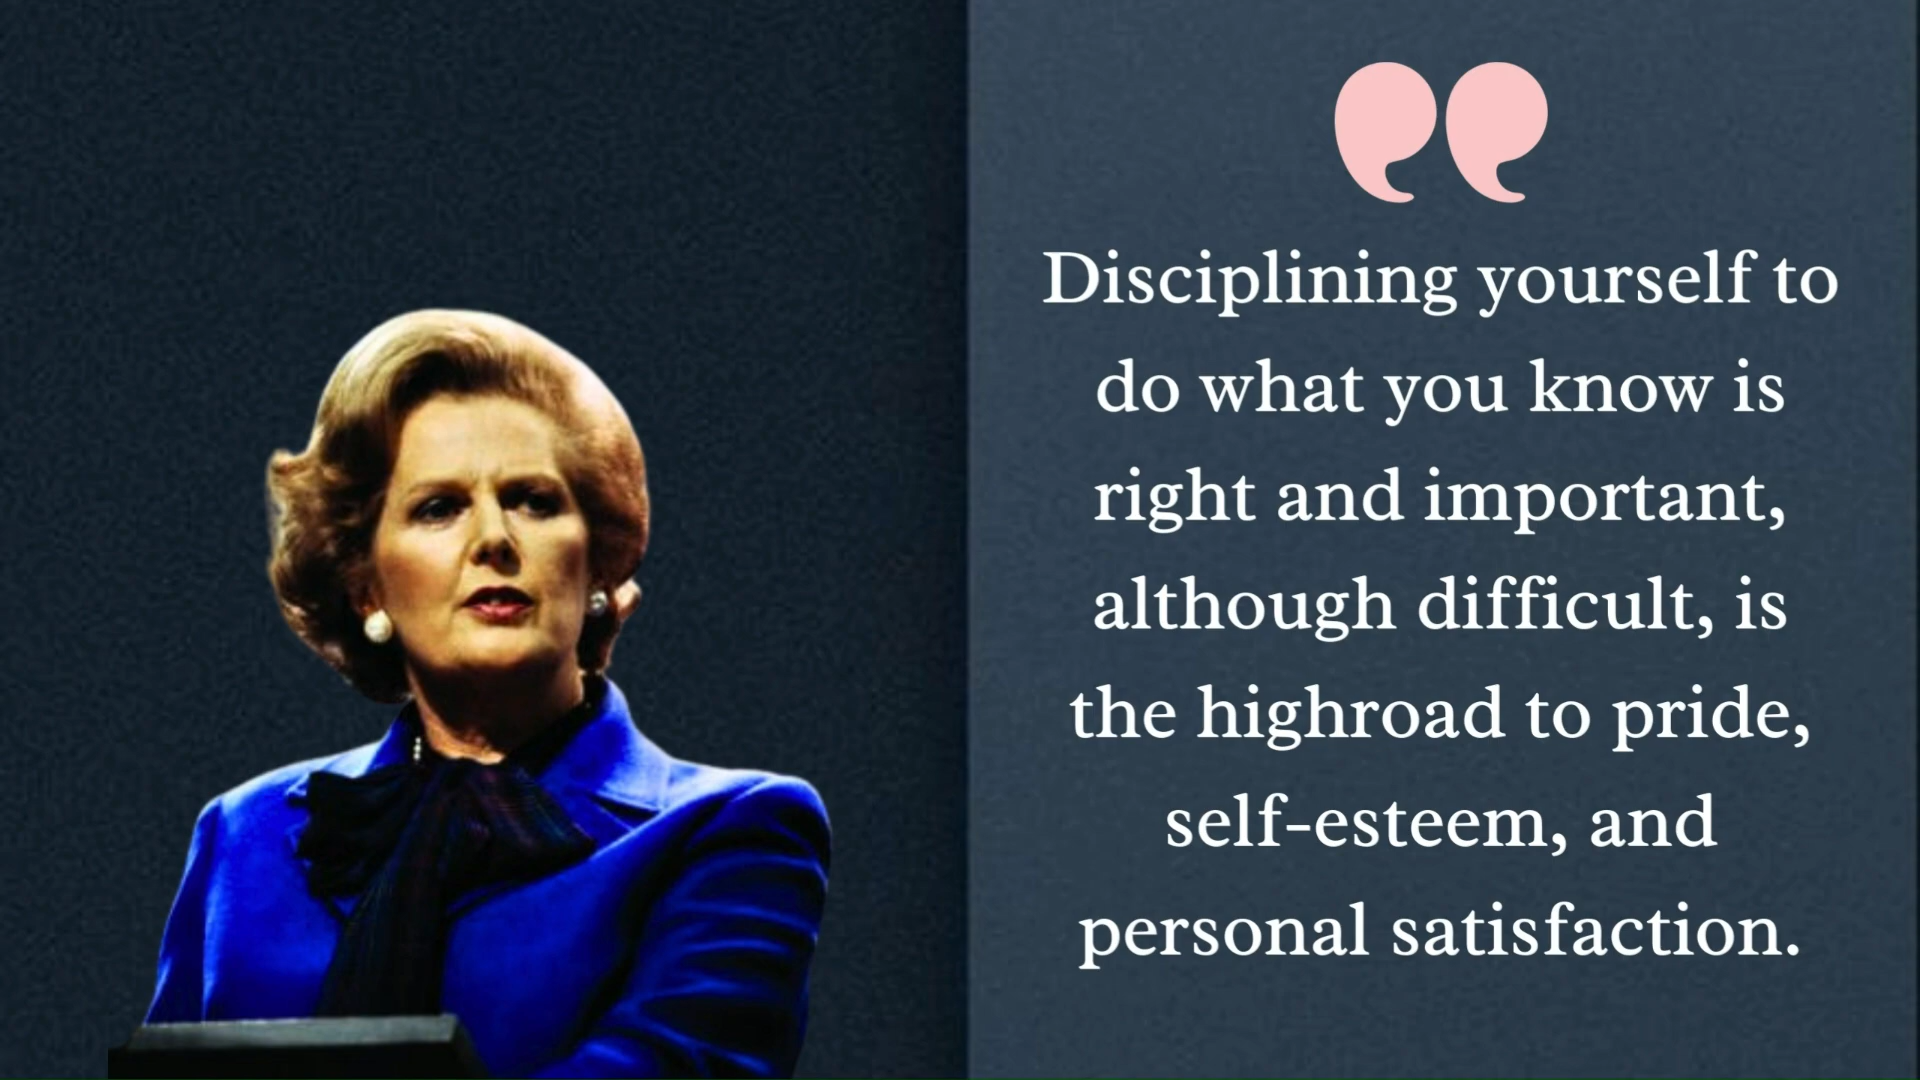 Disciplining yourself to
do what you know is
right and important,
although difficult, is
the highroad to pride,
self-esteem, and
personal satisfaction.